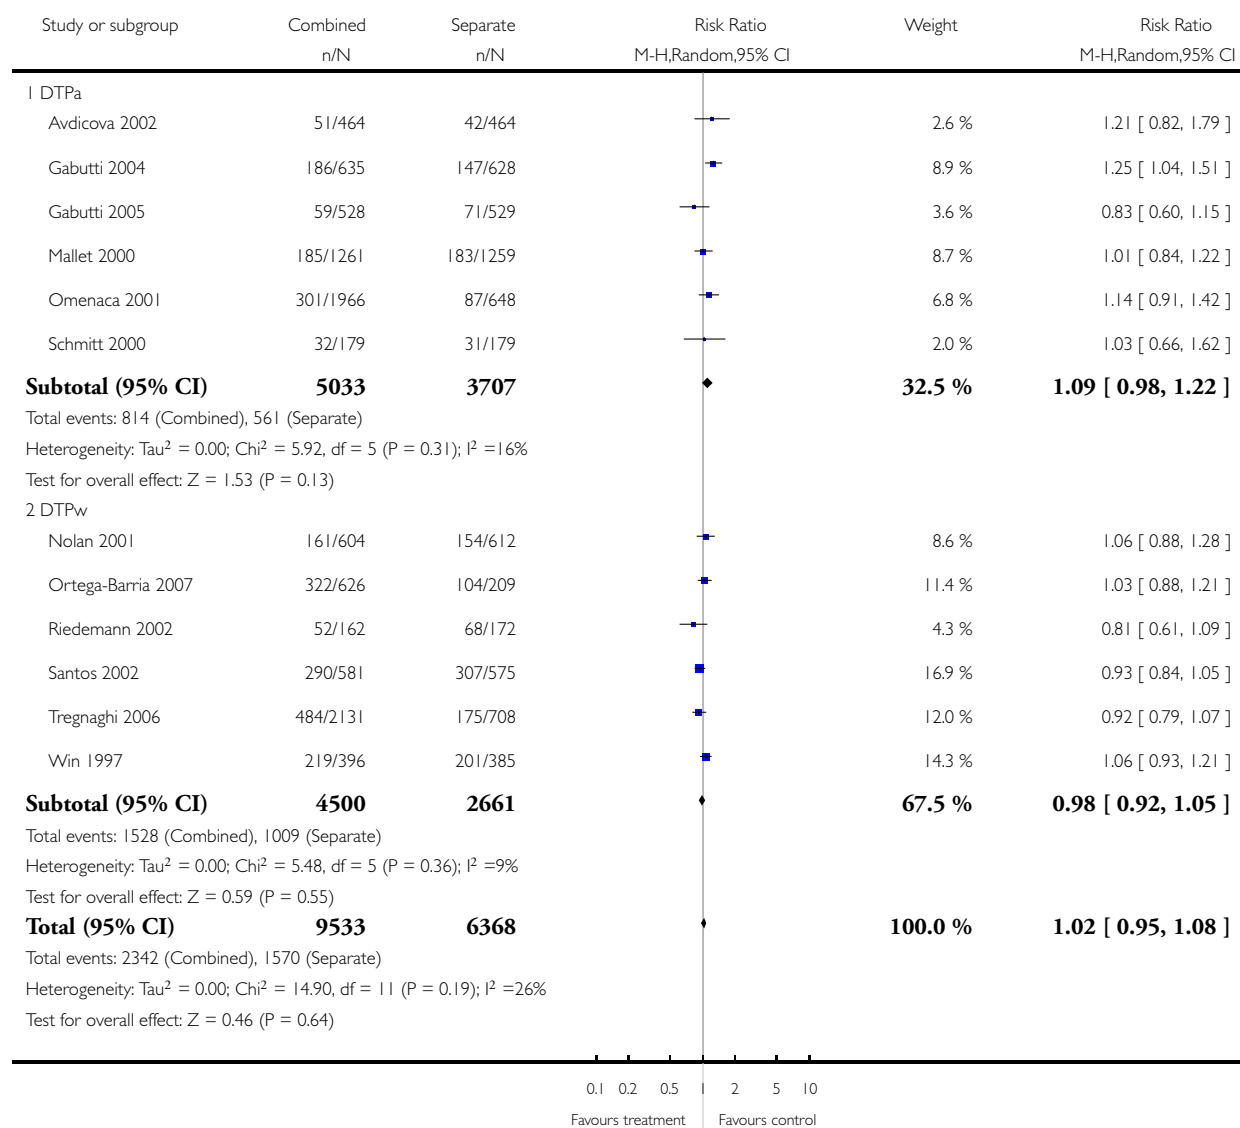 Study or subgroup Combined Separate Risk Ratio Weight Risk Ratio
n/N n/N M-H,Random,95% CI M-H,Random,95% CI
1 DTPa
Avdicova 2002 51/464 42/464 2.6 % 1.21 [ 0.82, 1.79 ]
Gabutti 2004 186/635 147/628 8.9 % 1.25 [ 1.04, 1.51 ]
Gabutti 2005 59/528 71/529 3.6 % 0.83 [ 0.60, 1.15 ]
Mallet 2000 185/1261 183/1259 8.7 % 1.01 [ 0.84, 1.22 ]
Omenaca 2001 301/1966 87/648 6.8 % 1.14 [ 0.91, 1.42 ]
Schmitt 2000 32/179 31/179 2.0 % 1.03 [ 0.66, 1.62 ]
Subtotal (95% CI) 5033 3707 32.5 % 1.09 [ 0.98, 1.22 ]
Total events: 814 (Combined), 561 (Separate)
Heterogeneity: Tau² = 0.00; Chi² = 5.92, df = 5 (P = 0.31); I² =16%
Test for overall effect: Z = 1.53 (P = 0.13)
2 DTPw
Nolan 2001 161/604 154/612 8.6 % 1.06 [ 0.88, 1.28 ]
Ortega-Barria 2007 322/626 104/209 11.4 % 1.03 [ 0.88, 1.21 ]
Riedemann 2002 52/162 68/172 4.3 % 0.81 [ 0.61, 1.09 ]
Santos 2002 290/581 307/575 16.9 % 0.93 [ 0.84, 1.05 ]
Tregnaghi 2006 484/2131 175/708 12.0 % 0.92 [ 0.79, 1.07 ]
Win 1997 219/396 201/385 14.3 % 1.06 [ 0.93, 1.21 ]
Subtotal (95% CI) 4500 2661 67.5 % 0.98 [ 0.92, 1.05 ]
Total events: 1528 (Combined), 1009 (Separate)
Heterogeneity: Tau² = 0.00; Chi² = 5.48, df = 5 (P = 0.36); I² =9%
Test for overall effect: Z = 0.59 (P = 0.55)
Total (95% CI) 9533 6368 100.0 % 1.02 [ 0.95, 1.08 ]
Total events: 2342 (Combined), 1570 (Separate)
Heterogeneity: Tau² = 0.00; Chi² = 14.90, df = 11 (P = 0.19); I² =26%
Test for overall effect: Z = 0.46 (P = 0.64)
0.1 0.2 0.5 1 2 5 10
Favours treatment Favours control